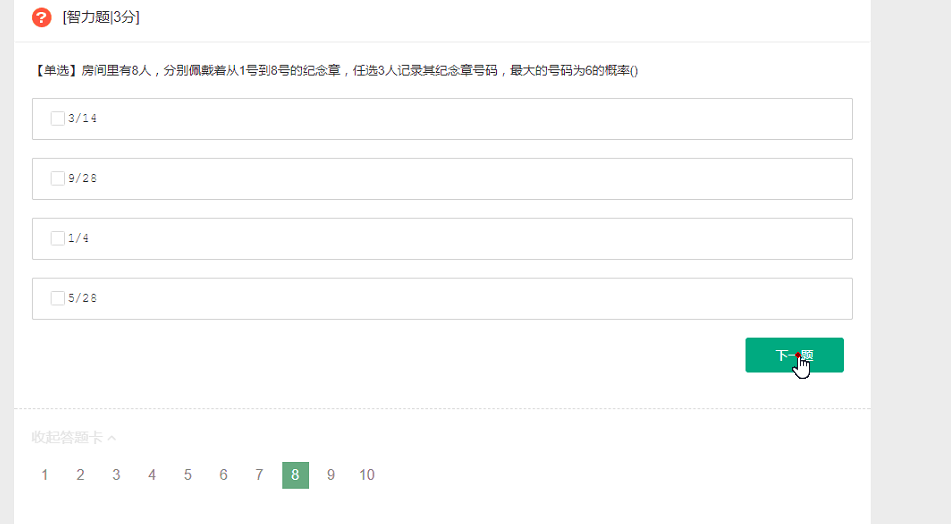 ? [智力题|3分]
【单选】房间里有8人，分别佩戴着从1号到8号的纪念章，任选3人记录其纪念章号码，最大的号码为6的概率()
3/14
9/28
1/4
5/28
下一题
收起答题卡
1 2 3 4 5 6 7 8 9 10